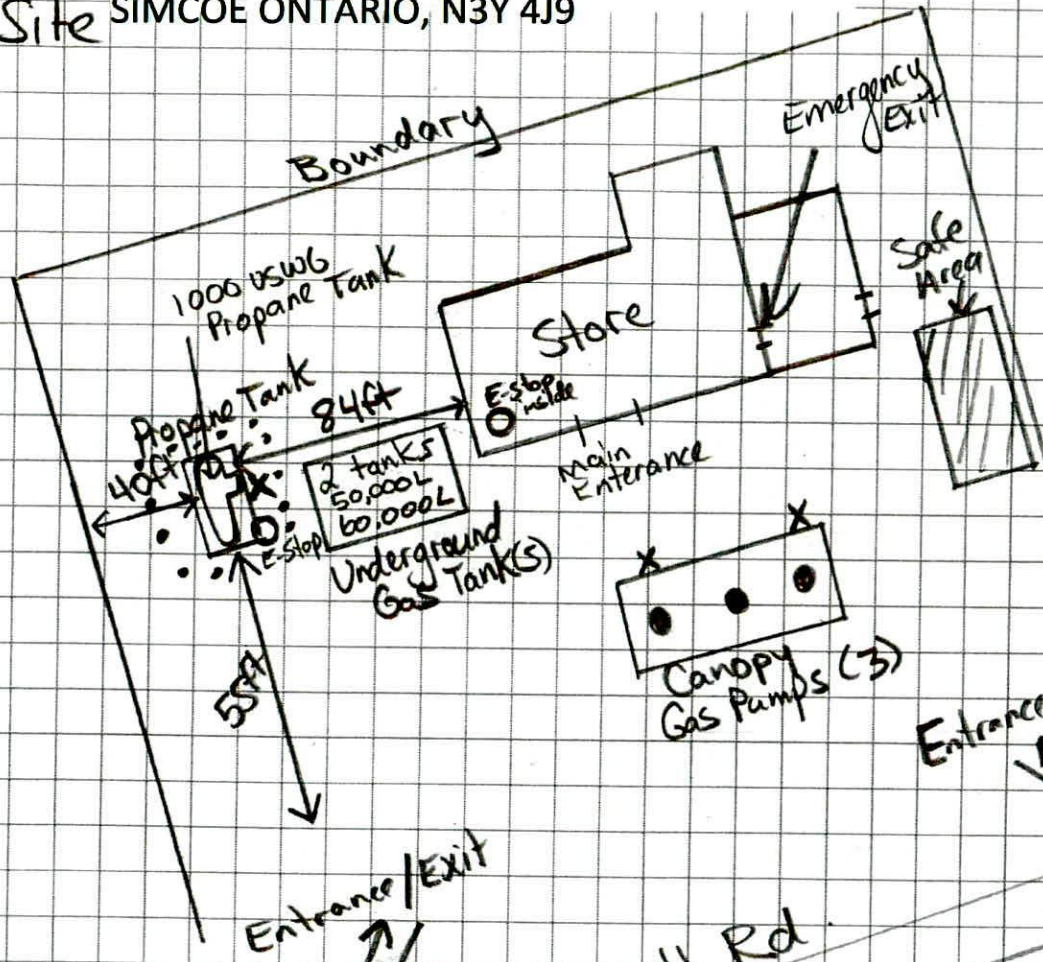 Site SIMCOE ONTARIO, N3Y 4J9
Boundary
Emergency
Exit
1000 USWG
Propane Tank
Store
Safe
Area
Propane Tank
84ft
E-Stop
inside
40ft
2 tanks
50,000L
60,000L
Main
Enterance
E-Stop
Underground
Gas Tank(s)
X
X
X
55ft
Canopy
Gas Pumps (3)
Entrance
Entrance/Exit
Rd.